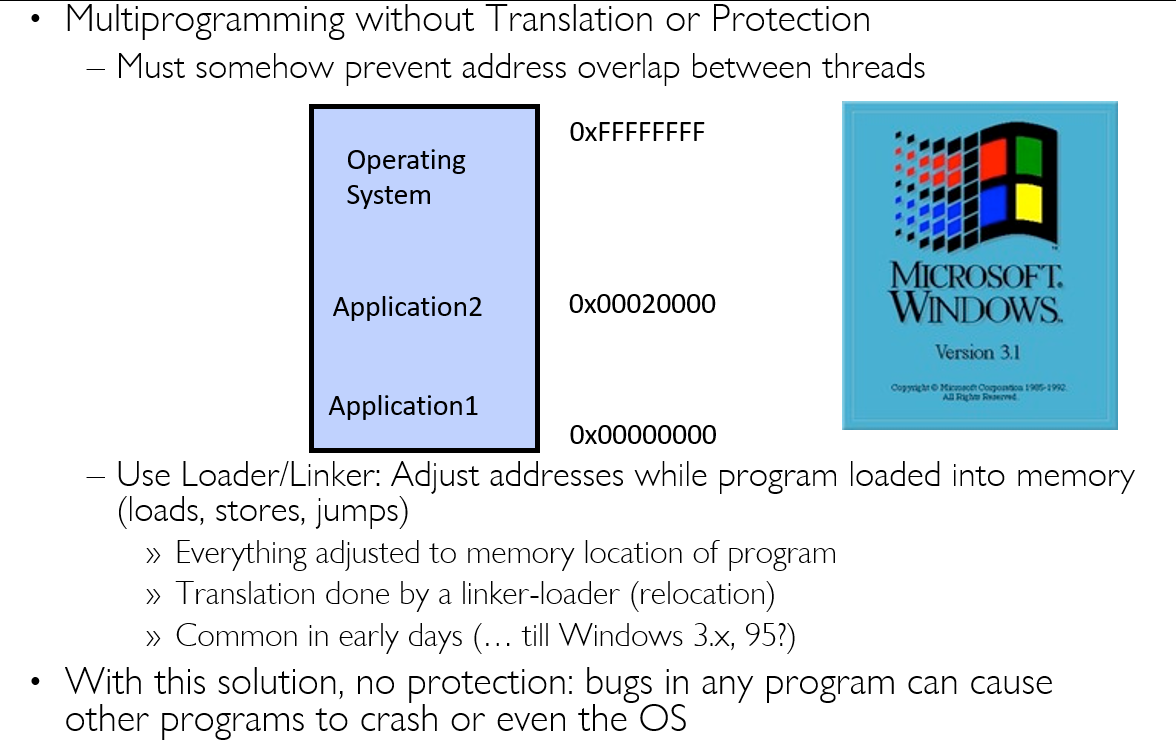 • Multiprogramming without Translation or Protection
– Must somehow prevent address overlap between threads
Operating
System
Application2
Application1
0xFFFFFFFF
0x00020000
0x00000000
MICROSOFT.
WINDOWS™
Version 3.1
Copyright © Microsoft Corporation 1985-1992.
All Rights Reserved.
– Use Loader/Linker: Adjust addresses while program loaded into memory
(loads, stores, jumps)
» Everything adjusted to memory location of program
» Translation done by a linker-loader (relocation)
» Common in early days (… till Windows 3.x, 95?)
• With this solution, no protection: bugs in any program can cause
other programs to crash or even the OS